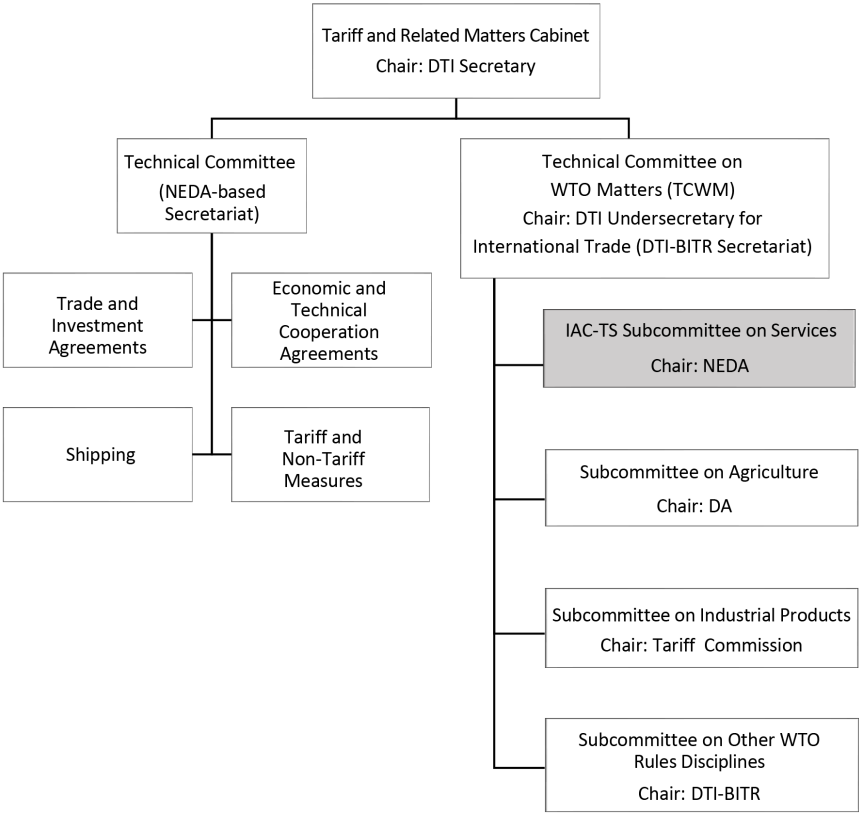 Tariff and Related Matters Cabinet
Chair: DTI Secretary
Technical Committee
(NEDA-based
Secretariat)
Technical Committee on
WTO Matters (TCWM)
Chair: DTI Undersecretary for
International Trade (DTI-BITR Secretariat)
Trade and
Investment
Agreements
Economic and
Technical
Cooperation
Agreements
Shipping
Tariff and
Non-Tariff
Measures
IAC-TS Subcommittee on Services
Chair: NEDA
Subcommittee on Agriculture
Chair: DA
Subcommittee on Industrial Products
Chair: Tariff  Commission
Subcommittee on Other WTO
Rules Disciplines
Chair: DTI-BITR